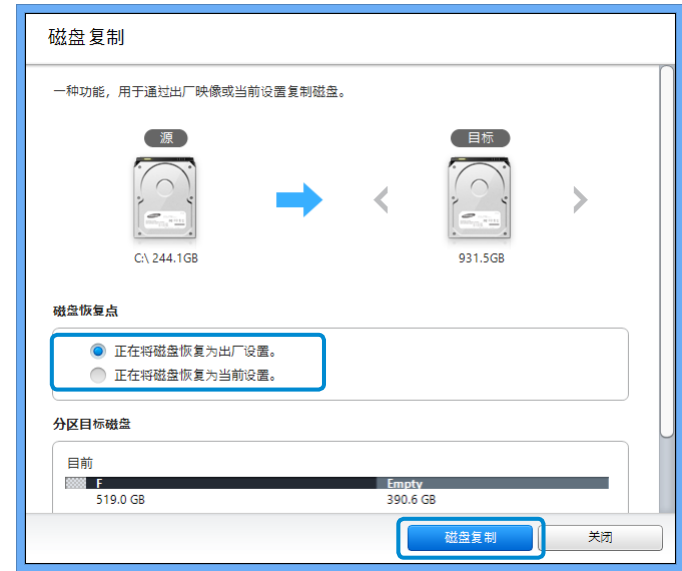 磁盘复制
一种功能，用于通过出厂映像或当前设置复制磁盘。
源
目标
C:\ 244.1GB
931.5GB
磁盘恢复点
正在将磁盘恢复为出厂设置。
正在将磁盘恢复为当前设置。
分区目标磁盘
目前
F
Empty
519.0 GB
390.6 GB
磁盘复制
关闭